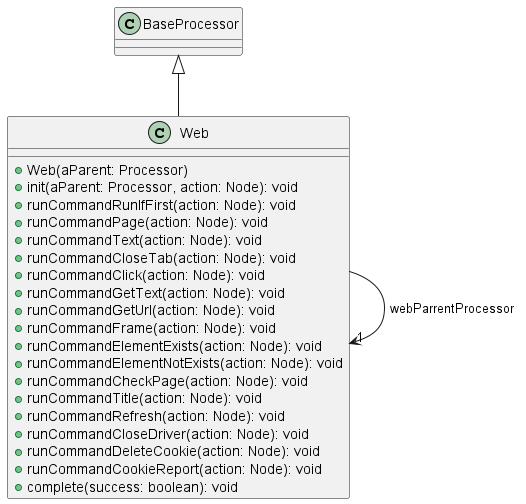 C BaseProcessor
C Web
Web(aParent: Processor)
init(aParent: Processor, action: Node): void
runCommandRunIfFirst(action: Node): void
runCommandPage(action: Node): void
runCommandText(action: Node): void
runCommandCloseTab(action: Node): void
runCommandClick(action: Node): void
runCommandGetText(action: Node): void
runCommandGetUrl(action: Node): void
runCommandFrame(action: Node): void
runCommandElementExists(action: Node): void
runCommandElementNotExists(action: Node): void
runCommandCheckPage(action: Node): void
runCommandTitle(action: Node): void
runCommandRefresh(action: Node): void
runCommandCloseDriver(action: Node): void
runCommandDeleteCookie(action: Node): void
runCommandCookieReport(action: Node): void
complete(success: boolean): void
webParrentProcessor
1